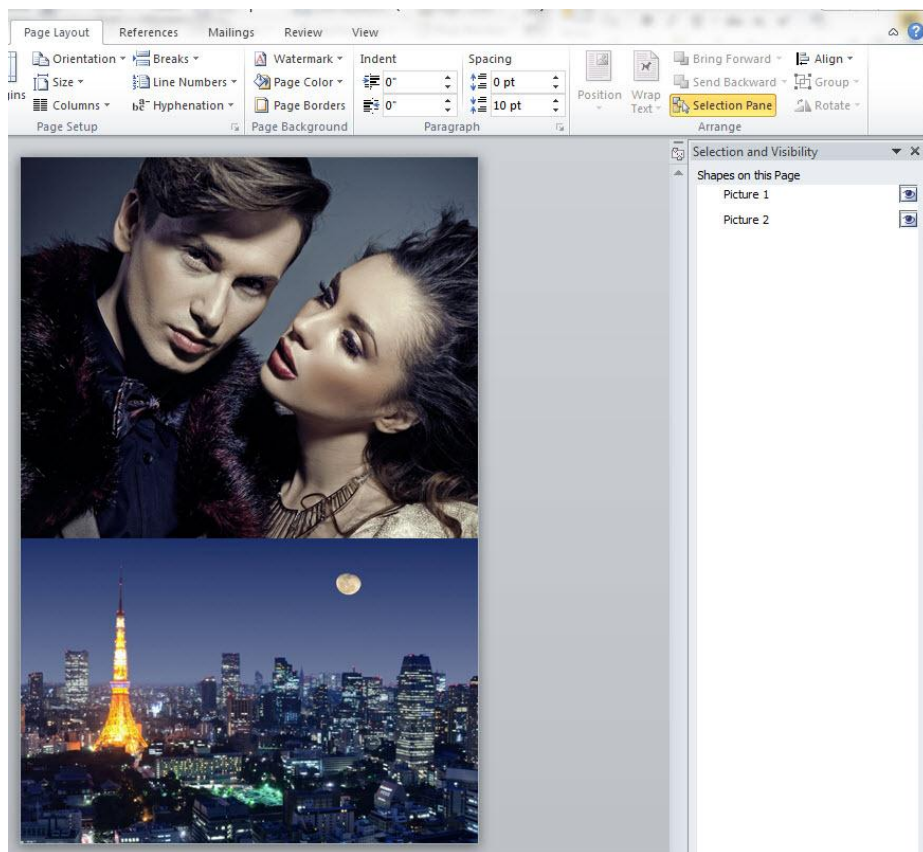 Page Layout References Mailings Review View
Orientation Breaks Watermark Indent Spacing Bring Forward Align
Size Line Numbers Page Color 0" 0 pt Position Wrap Text Send Backward Group
Columns Hyphenation Page Borders 0" 10 pt Selection Pane Rotate
Page Setup Page Background Paragraph Arrange
Selection and Visibility
Shapes on this Page
Picture 1
Picture 2